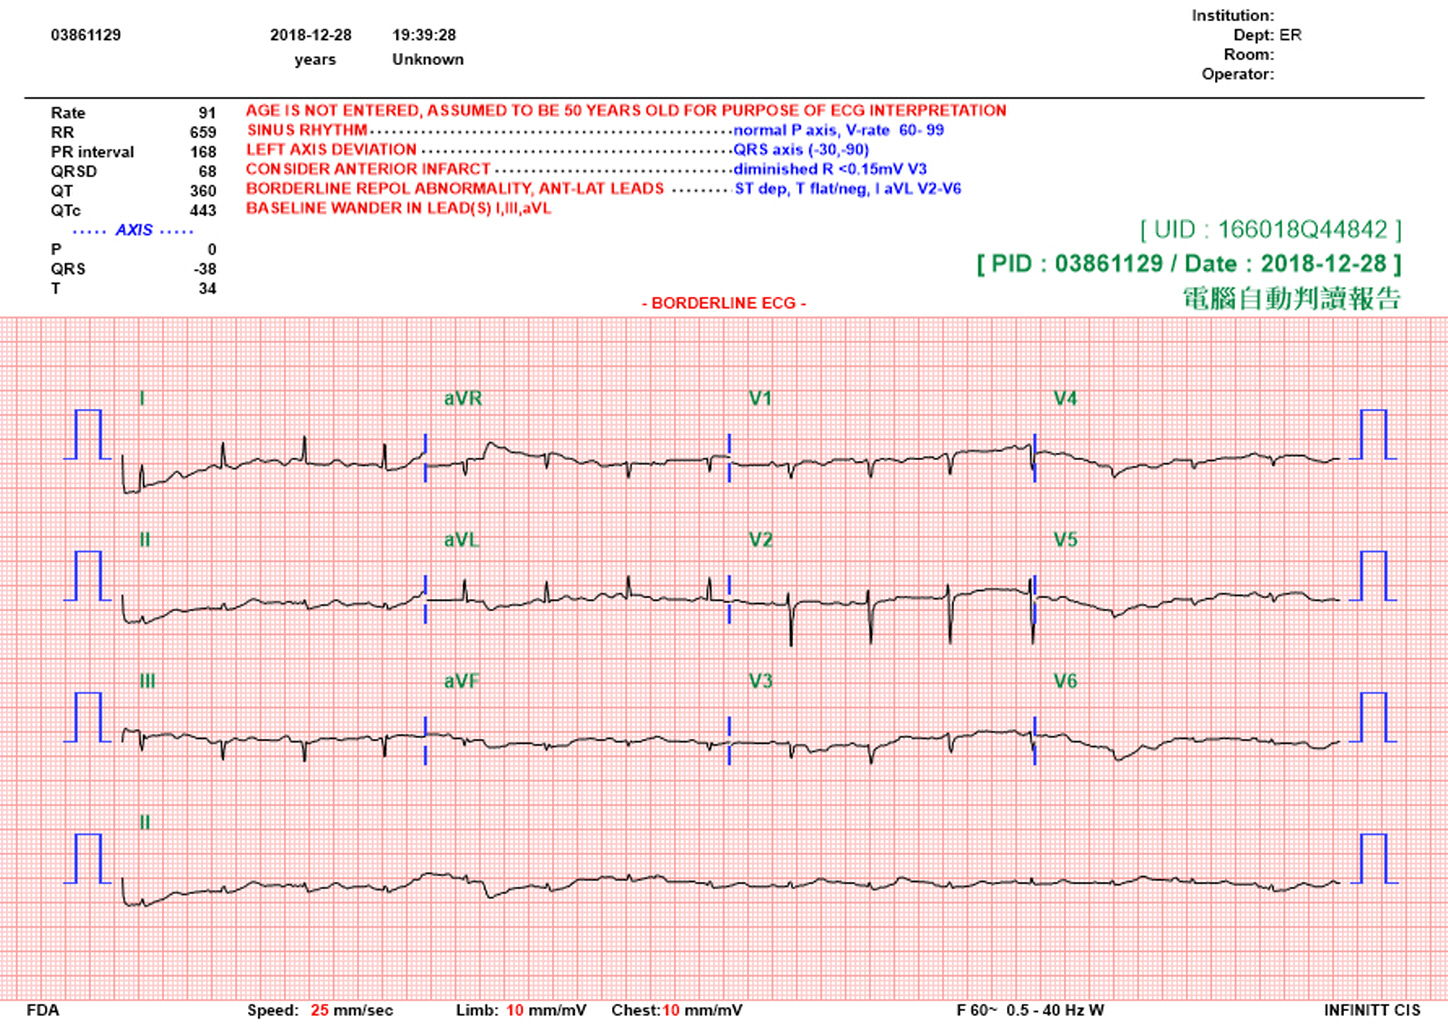 03861129 2018-12-28 19:39:28
years Unknown
Institution:
Dept: ER
Room:
Operator:
Rate 91
RR 659
PR interval 168
QRSD 68
QT 360
QTc 443
..... AXIS .....
P 0
QRS -38
T 34
AGE IS NOT ENTERED, ASSUMED TO BE 50 YEARS OLD FOR PURPOSE OF ECG INTERPRETATION
SINUS RHYTHM..................................................normal P axis, V-rate 60- 99
LEFT AXIS DEVIATION...........................................QRS axis (-30,-90)
CONSIDER ANTERIOR INFARCT.................................diminished R <0.15mV V3
BORDERLINE REPOL ABNORMALITY, ANT-LAT LEADS ........ST dep, T flat/neg, I aVL V2-V6
BASELINE WANDER IN LEAD(S) I,III,aVL
[ UID : 166018Q44842 ]
[ PID : 03861129 / Date : 2018-12-28 ]
電腦自動判讀報告
- BORDERLINE ECG -
I aVR V1 V4
II aVL V2 V5
III aVF V3 V6
II
FDA Speed: 25 mm/sec Limb: 10 mm/mV Chest:10 mm/mV F 60~ 0.5 - 40 Hz W INFINITT CIS